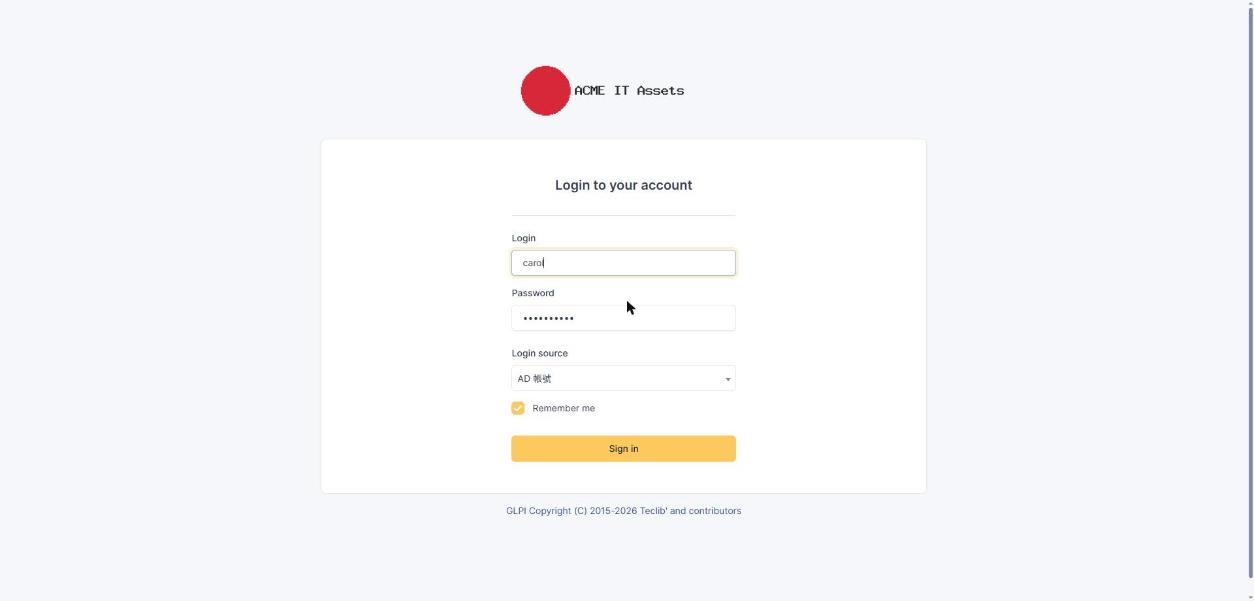 ACME IT Assets
Login to your account
Login
carol
Password
••••••••••
Login source
AD 帳號
Remember me
Sign in
GLPI Copyright (C) 2015-2026 Teclib' and contributors